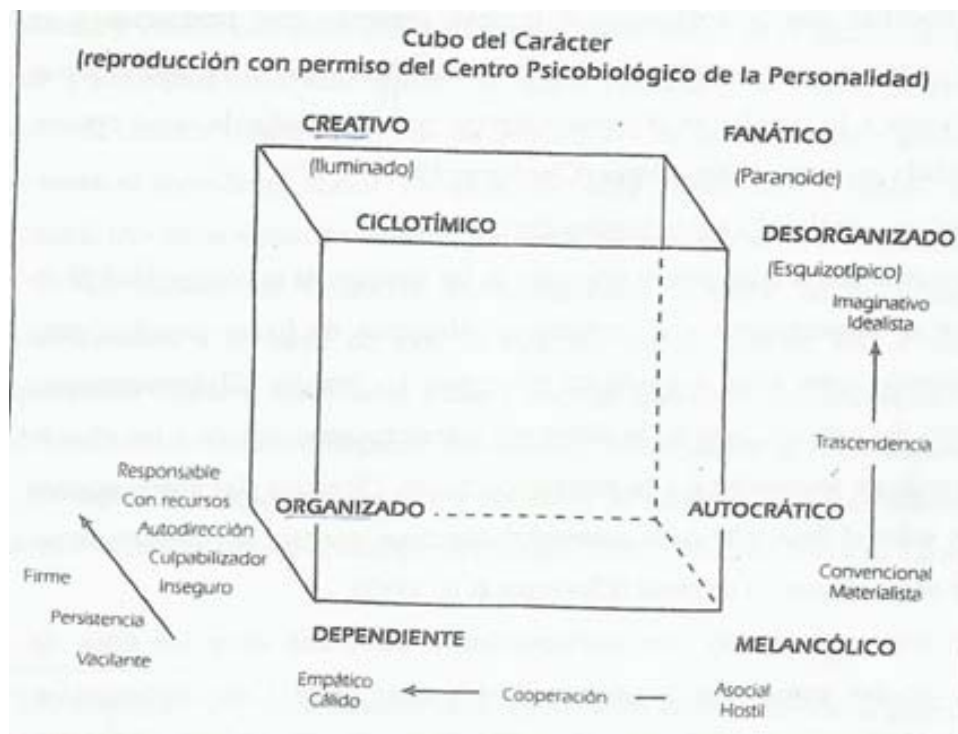 Cubo del Carácter
(reproducción con permiso del Centro Psicobiológico de la Personalidad)
CREATIVO
(Iluminado)
FANÁTICO
(Paranoide)
CICLOTÍMICO
DESORGANIZADO
(Esquizotípico)
Imaginativo
Idealista
Trascendencia
Convencional
Materialista
Responsable
Con recursos
Autodirección
Culpabilizador
Inseguro
Firme
Persistencia
Vacilante
ORGANIZADO
AUTOCRÁTICO
DEPENDIENTE
MELANCÓLICO
Empático
Cálido
Cooperación
Asocial
Hostil